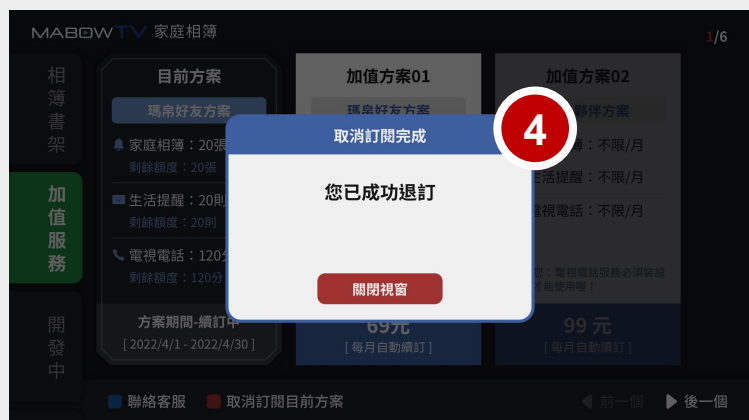 MABOWTV 家庭相簿
1/6
相簿書架
加值服務
開發中
目前方案
瑪帛好友方案
家庭相簿：20張
剩餘額度：20張
生活提醒：20則
剩餘額度：20則
電視電話：120分
剩餘額度：120分
方案期間-續訂中
[ 2022/4/1 - 2022/4/30 ]
加值方案01
瑪帛好友方案
69元
[ 每月自動續訂 ]
加值方案02
夥伴方案
：不限/月
生活提醒：不限/月
電視電話：不限/月
：電視電話服務必須裝設
才能使用喔！
99 元
[ 每月自動續訂 ]
4
取消訂閱完成
您已成功退訂
關閉視窗
聯絡客服
取消訂閱目前方案
前一個
後一個